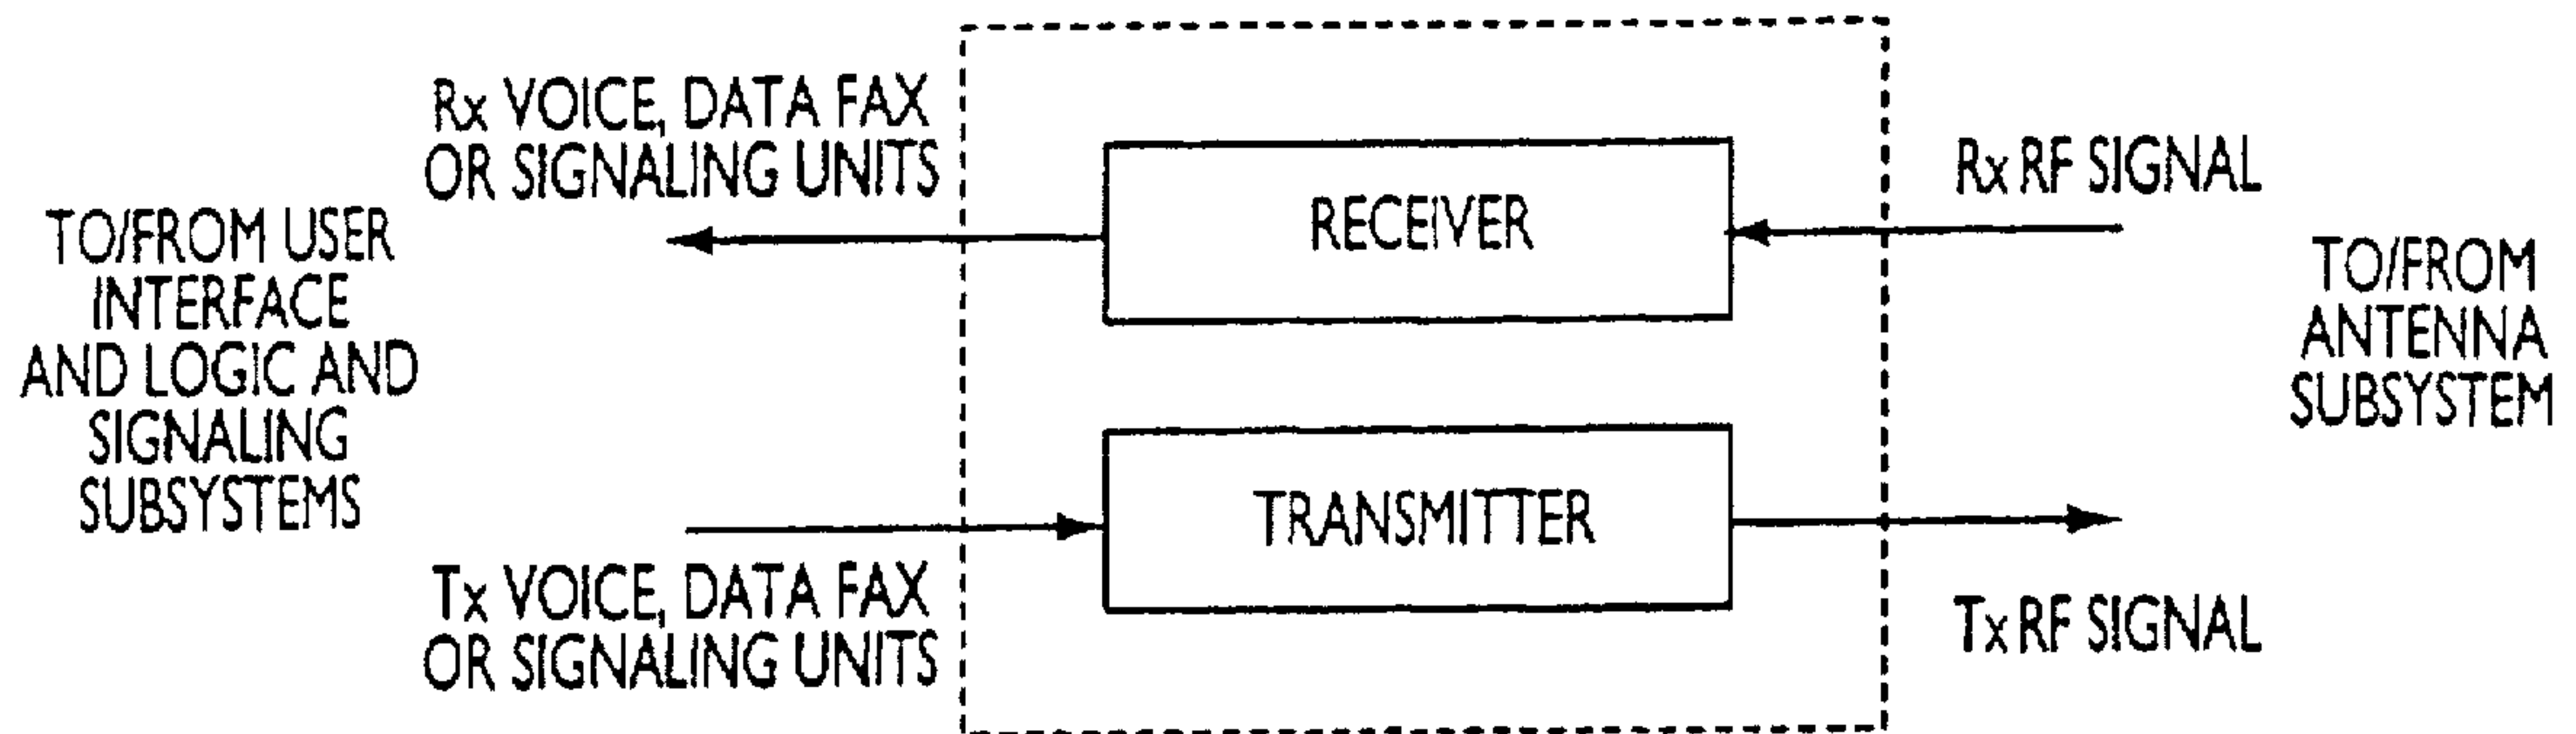 Rx VOICE, DATA FAX
OR SIGNALING UNITS
TO/FROM USER
INTERFACE
AND LOGIC AND
SIGNALING
SUBSYSTEMS
Tx VOICE, DATA FAX
OR SIGNALING UNITS
RECEIVER
TRANSMITTER
Rx RF SIGNAL
TO/FROM
ANTENNA
SUBSYSTEM
Tx RF SIGNAL